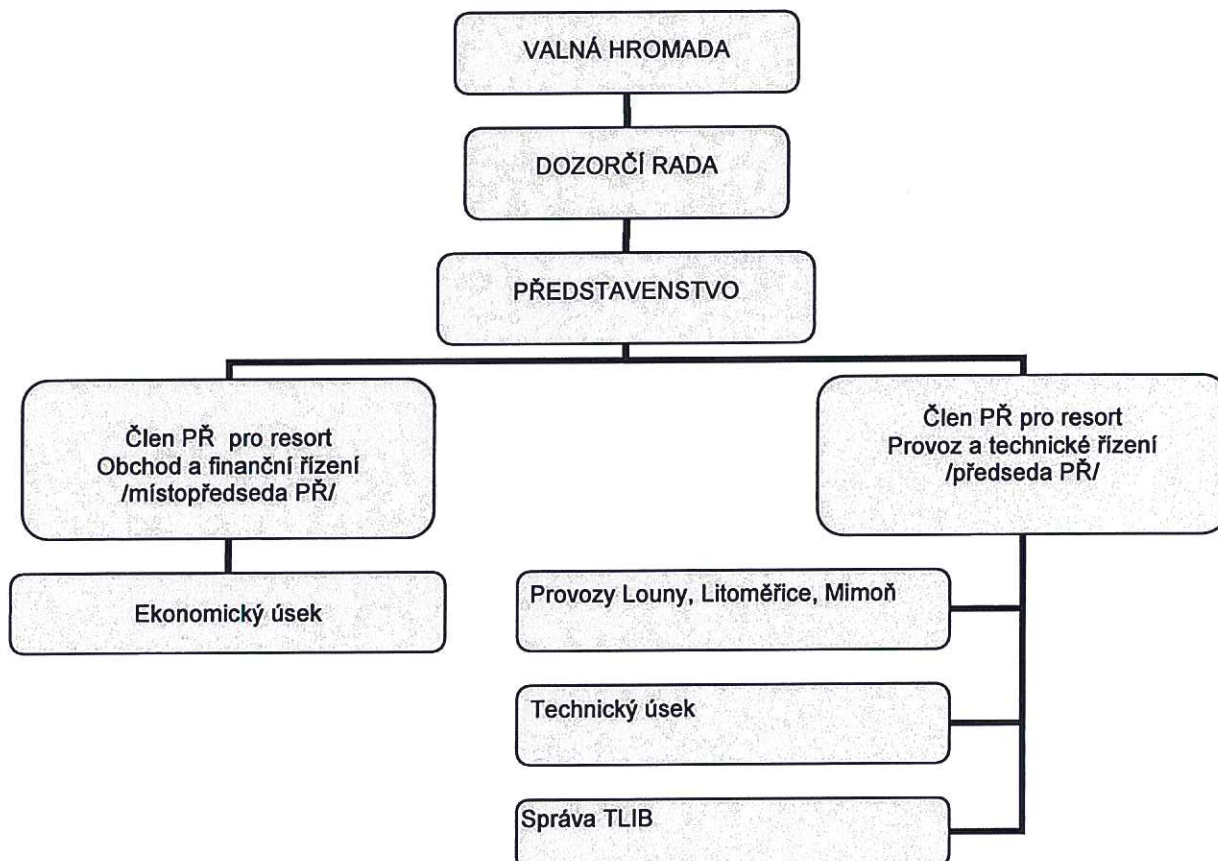 VALNÁ HROMADA
DOZORČÍ RADA
PŘEDSTAVENSTVO
Člen PŘ pro resort
Obchod a finanční řízení
/místopředseda PŘ/
Člen PŘ pro resort
Provoz a technické řízení
/předseda PŘ/
Ekonomický úsek
Provozy Louny, Litoměřice, Mimoň
Technický úsek
Správa TLIB